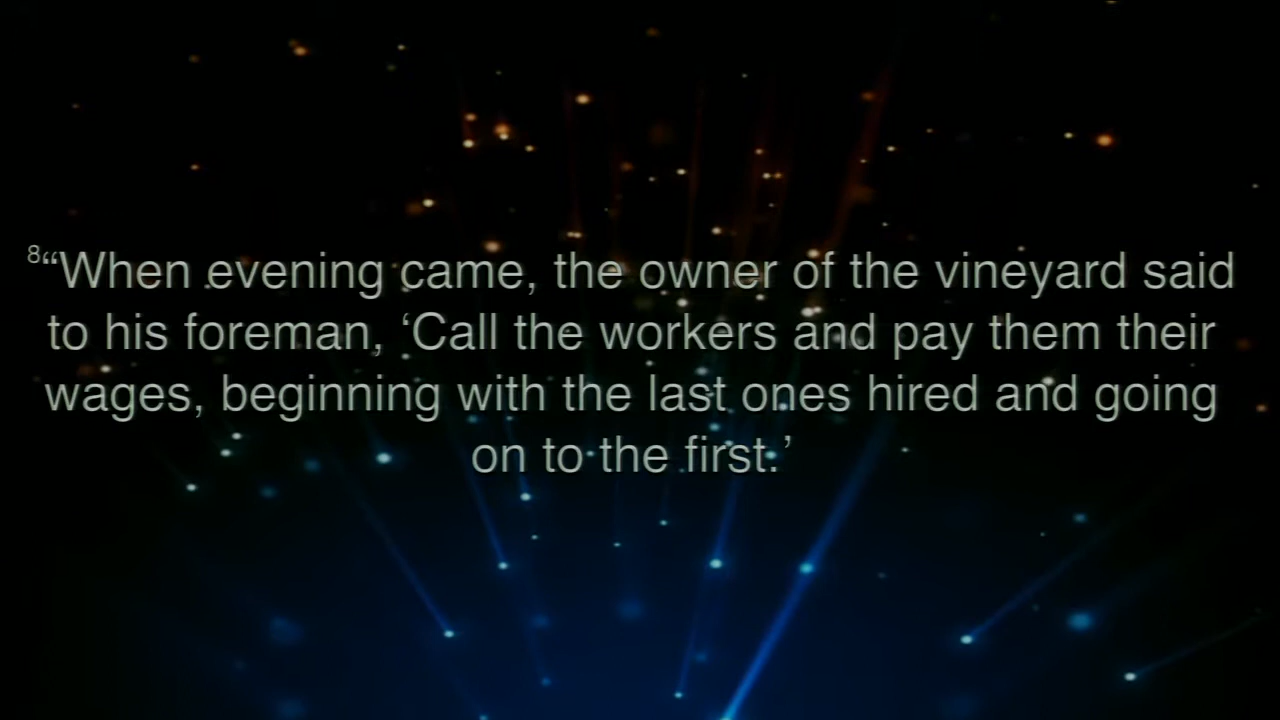 8“When evening came, the owner of the vineyard said
to his foreman, ‘Call the workers and pay them their
wages, beginning with the last ones hired and going
on to the first.’